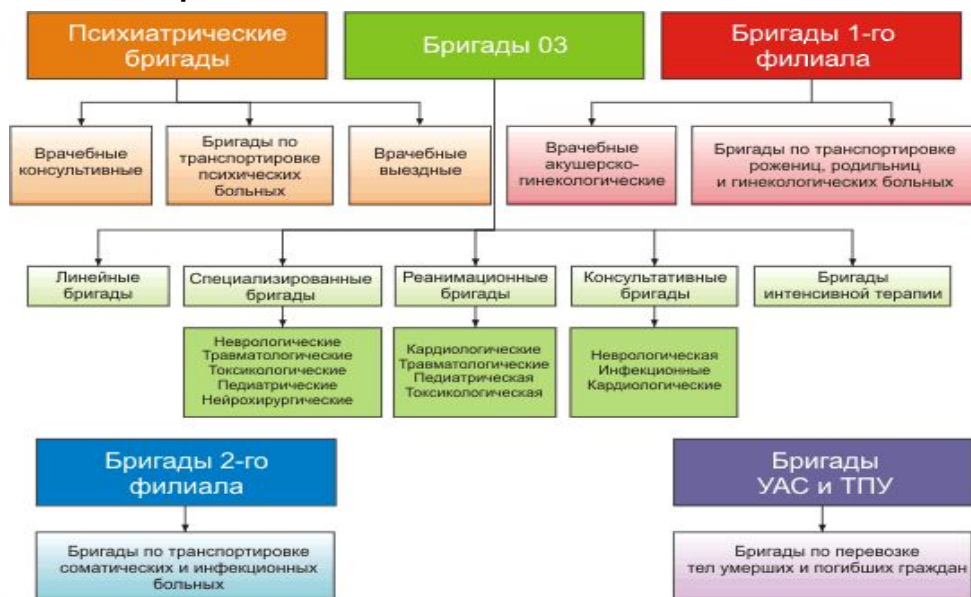 Психиатрические
бригады
Бригады 03
Бригады 1-го
филиала
Врачебные
консультивные
Бригады по
транспортировке
психических
больных
Врачебные
выездные
Врачебные
акушерско-
гинекологические
Бригады по транспортировке
рожениц, родильниц
и гинекологических больных
Линейные
бригады
Специализированные
бригады
Реанимационные
бригады
Консультативные
бригады
Бригады
интенсивной терапии
Неврологические
Травматологические
Токсикологические
Педиатрические
Нейрохирургические
Кардиологические
Травматологические
Педиатрическая
Токсикологическая
Неврологическая
Инфекционные
Кардиологические
Бригады 2-го
филиала
Бригады
УАС и ТПУ
Бригады по транспортировке
соматических и инфекционных
больных
Бригады по перевозке
тел умерших и погибших граждан